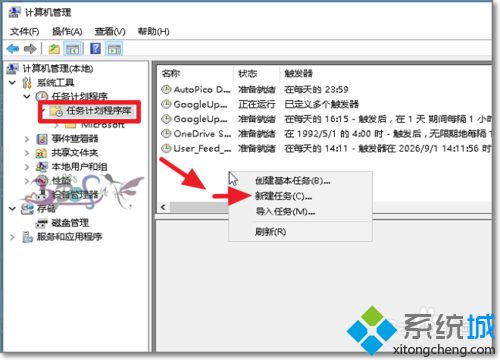 计算机管理
文件(F) 操作(A) 查看(V) 帮助(H)
计算机管理(本地)
系统工具
任务计划程序
任务计划程序库
Microsoft
事件查看器
共享文件夹
本地用户和组
性能
设备管理器
存储
磁盘管理
服务和应用程序
名称 状态 触发器
AutoPico D 准备就绪 在每天的 23:59
GoogleUp... 正在运行 已定义多个触发器
GoogleUp... 准备就绪 在每天的 16:15 - 触发后，在 1 天 期间每隔 1 小
OneDrive S 准备就绪 在 1992/5/1 的 4:00 时 - 触发后，无限期地每隔
User_Feed_... 准备就绪 在每天的 14:11 - 触发器在 2026/9/1 14:11:56 时
创建基本任务(B)...
新建任务(C)...
导入任务(M)...
刷新(R)
系统城
xitongcheng.com